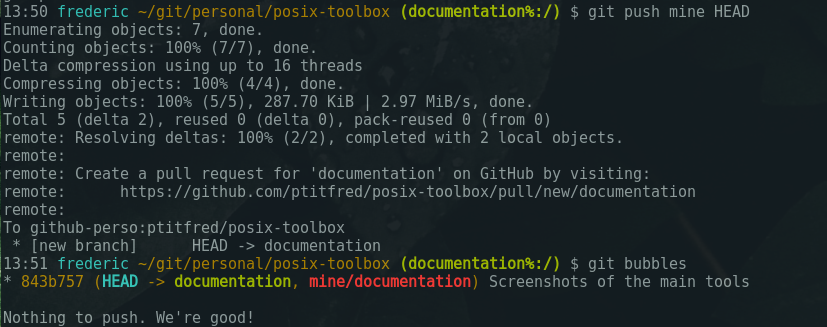 13:50 frederic ~/git/personal/posix-toolbox (documentation%:/) $ git push mine HEAD
Enumerating objects: 7, done.
Counting objects: 100% (7/7), done.
Delta compression using up to 16 threads
Compressing objects: 100% (4/4), done.
Writing objects: 100% (5/5), 287.70 KiB | 2.97 MiB/s, done.
Total 5 (delta 2), reused 0 (delta 0), pack-reused 0 (from 0)
remote: Resolving deltas: 100% (2/2), completed with 2 local objects.
remote:
remote: Create a pull request for 'documentation' on GitHub by visiting:
remote:      https://github.com/ptitfred/posix-toolbox/pull/new/documentation
remote:
To github-perso:ptitfred/posix-toolbox
 * [new branch]      HEAD -> documentation
13:51 frederic ~/git/personal/posix-toolbox (documentation%:/) $ git bubbles
* 843b757 (HEAD -> documentation, mine/documentation) Screenshots of the main tools

Nothing to push. We're good!